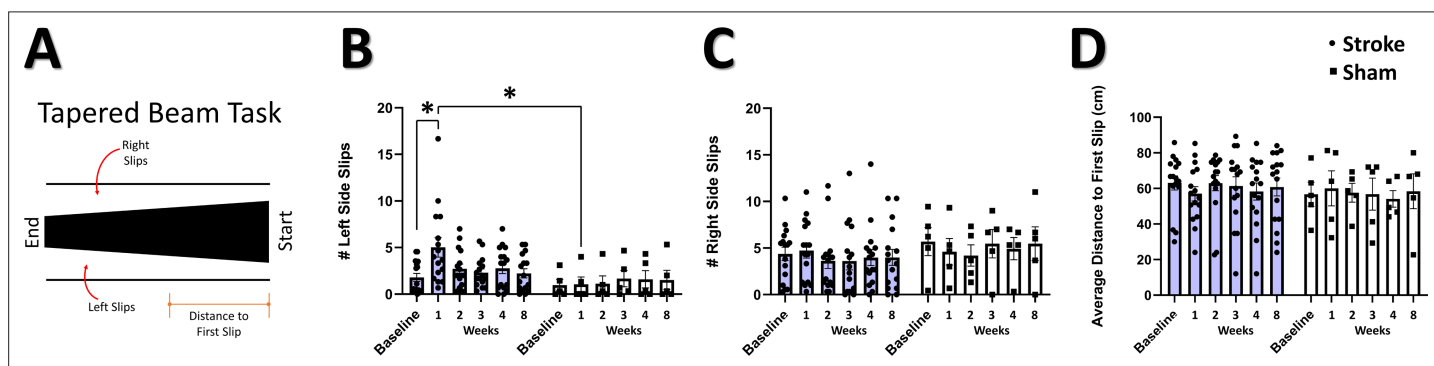 A
Tapered Beam Task
Right
Slips
End
Start
Left Slips
Distance to
First Slip
B
# Left Side Slips
20
15
10
5
0
*
*
Baseline 1 2 3 4 8 Baseline 1 2 3 4 8
Weeks Weeks
C
# Right Side Slips
20
15
10
5
0
Baseline 1 2 3 4 8 Baseline 1 2 3 4 8
Weeks Weeks
D
Stroke
Sham
Average Distance to First Slip (cm)
100
80
60
40
20
0
Baseline 1 2 3 4 8 Baseline 1 2 3 4 8
Weeks Weeks